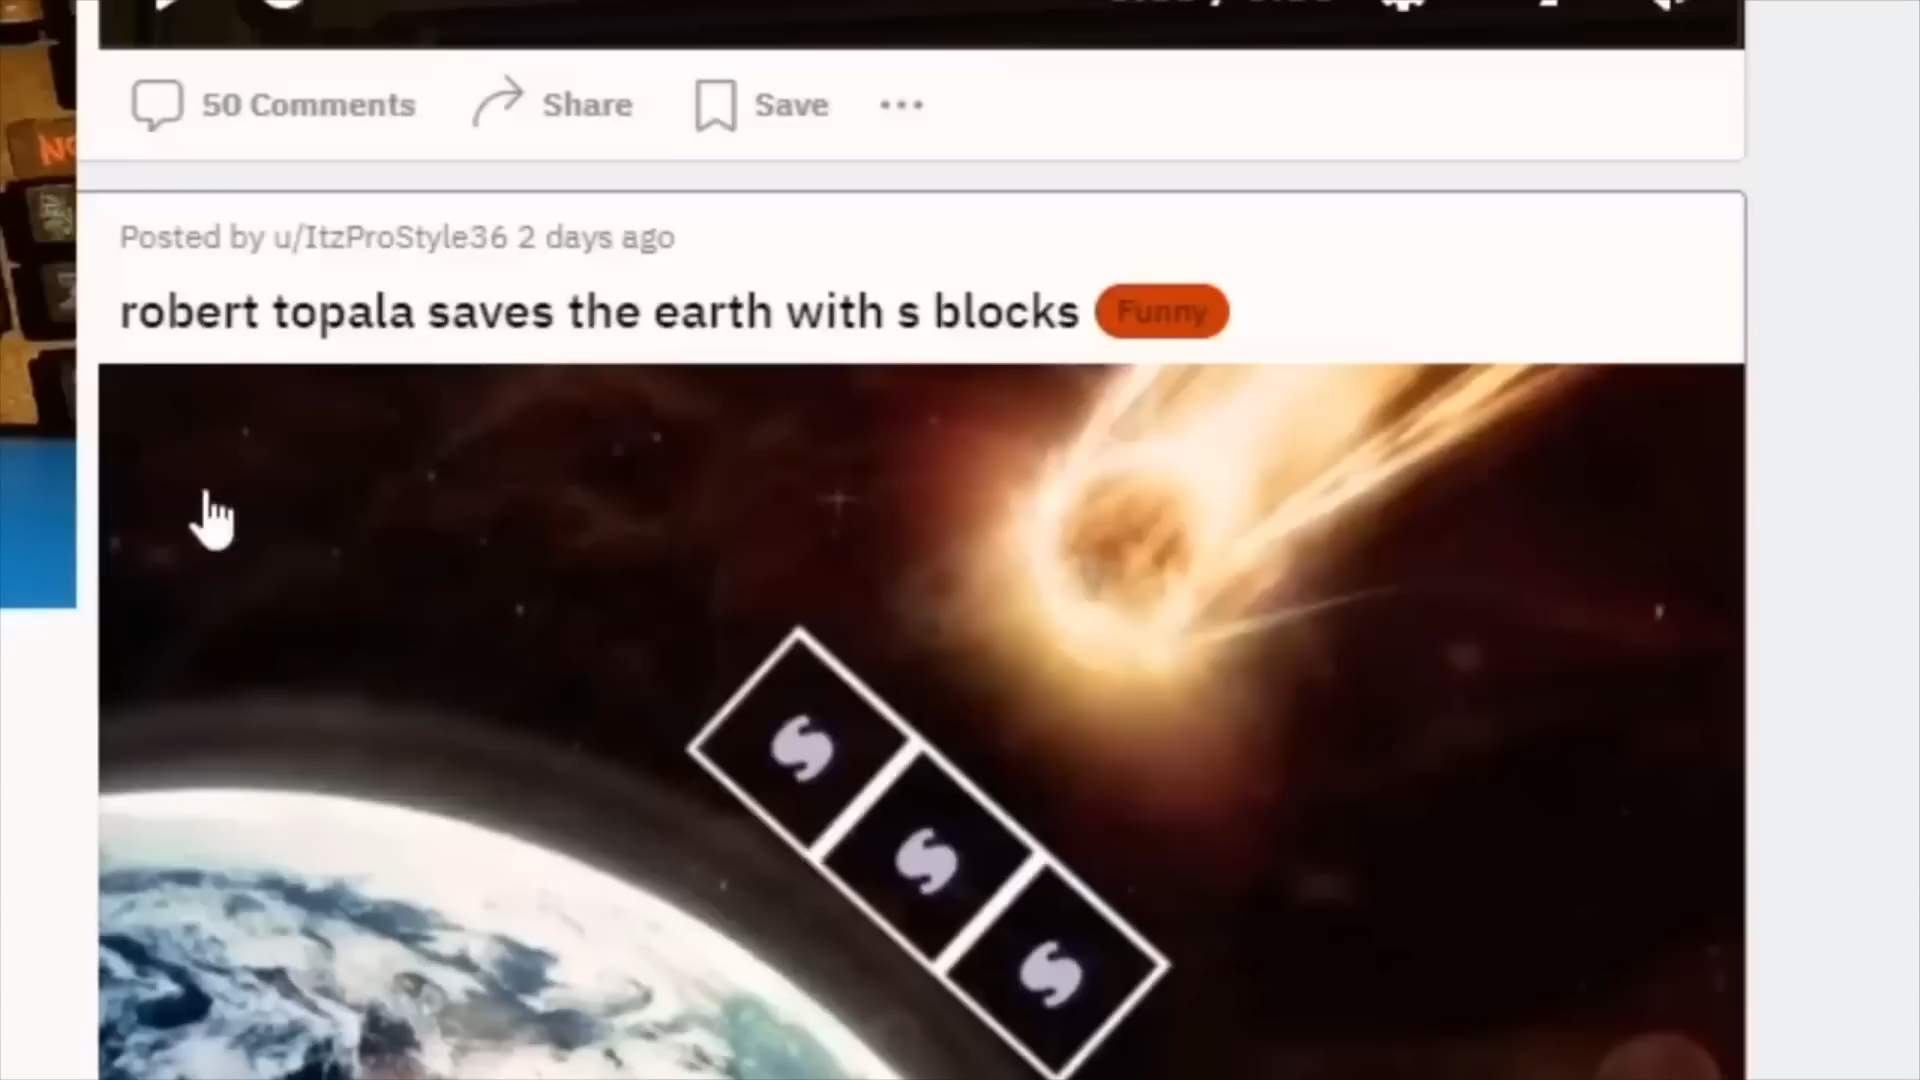 50 Comments Share Save
Posted by u/ItzProStyle36 2 days ago
robert topala saves the earth with s blocks Funny
S
S
S